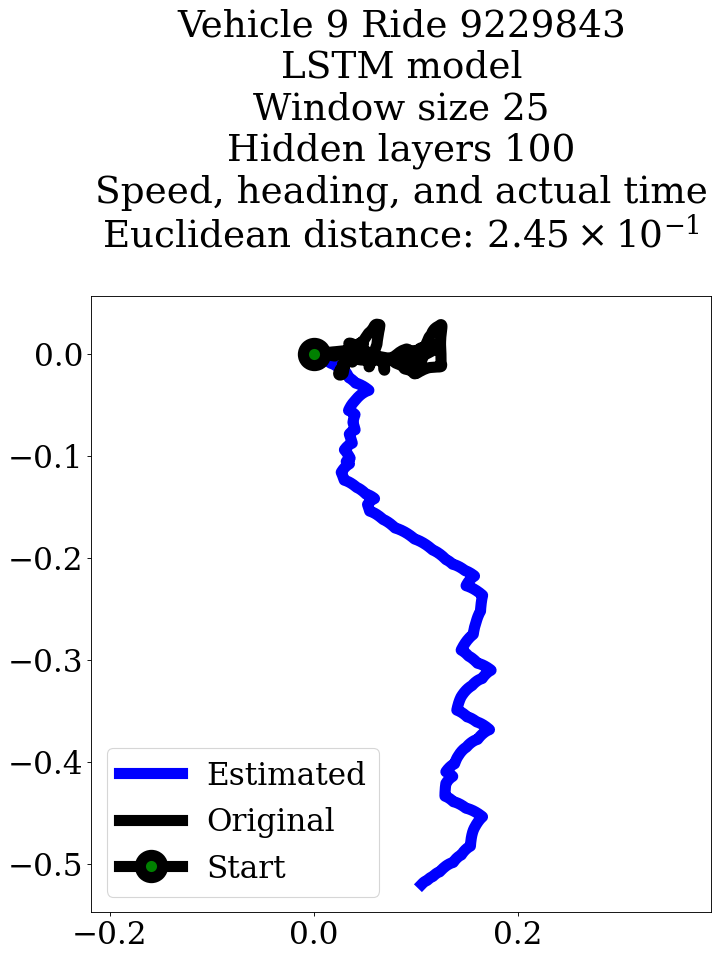 Vehicle 9 Ride 9229843
LSTM model
Window size 25
Hidden layers 100
Speed, heading, and actual time
Euclidean distance: 2.45 × 10⁻¹
0.0
−0.1
−0.2
−0.3
−0.4
−0.5
Estimated
Original
Start
−0.2 0.0 0.2